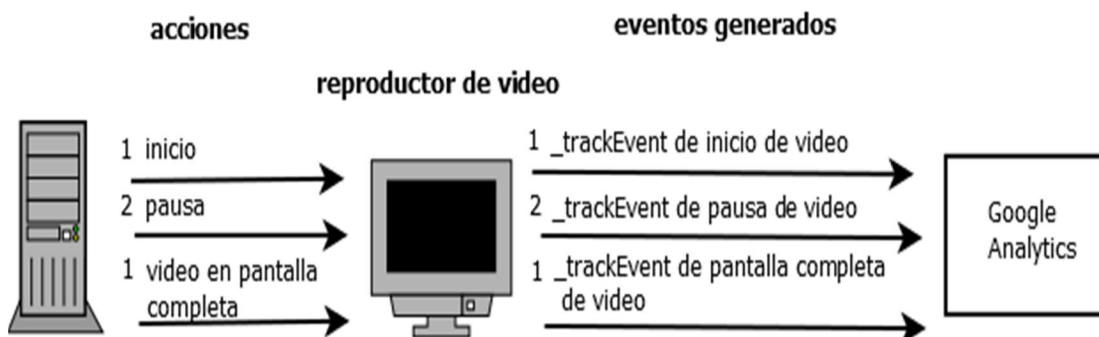 acciones
eventos generados
reproductor de video
1 inicio
2 pausa
1 video en pantalla
completa
1 _trackEvent de inicio de video
2 _trackEvent de pausa de video
1 _trackEvent de pantalla completa
de video
Google
Analytics